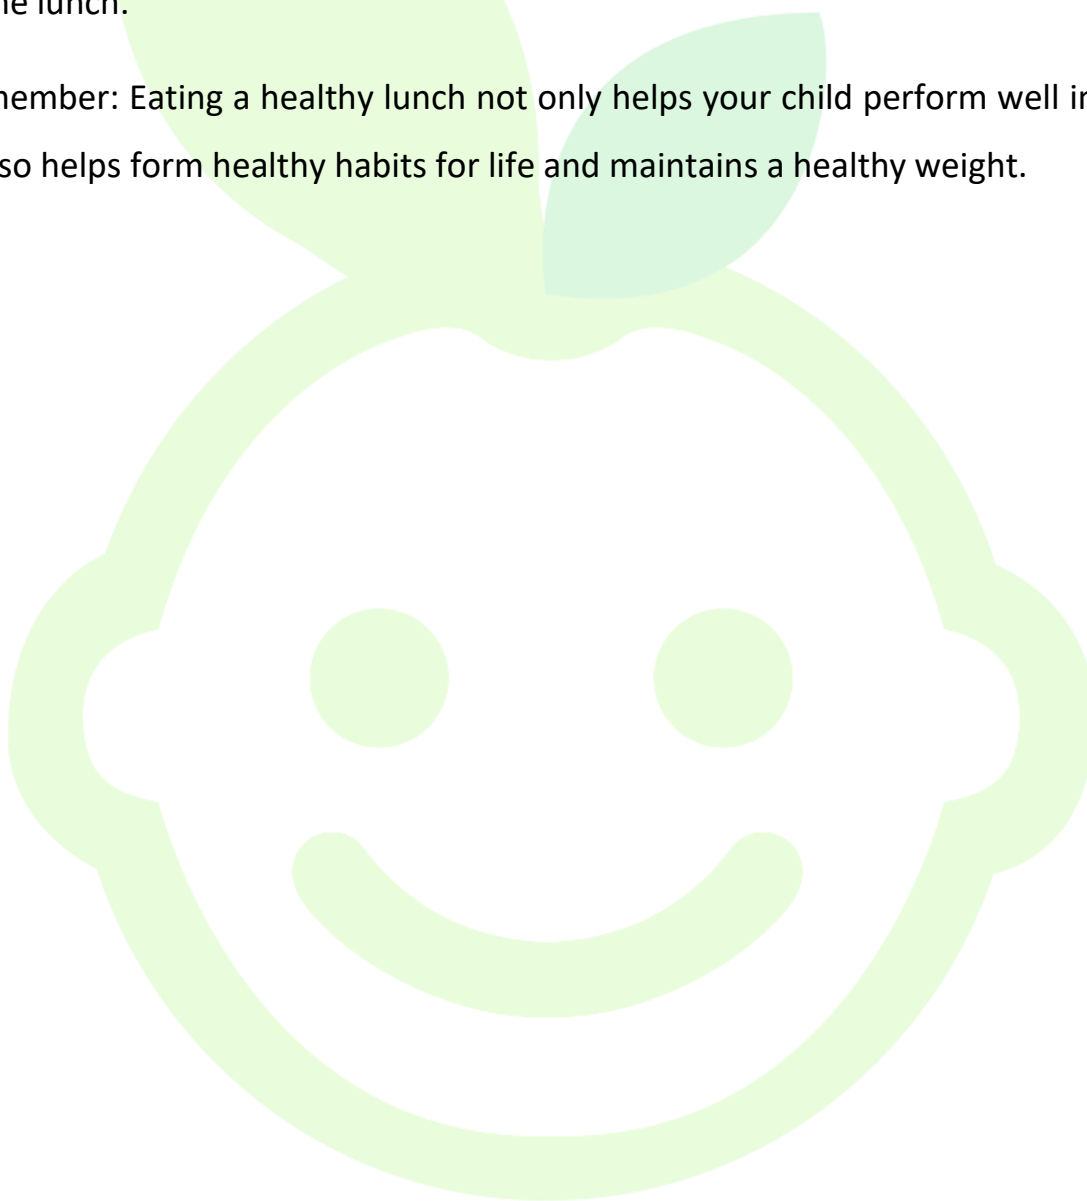 ne lunch.
member: Eating a healthy lunch not only helps your child perform well in
so helps form healthy habits for life and maintains a healthy weight.